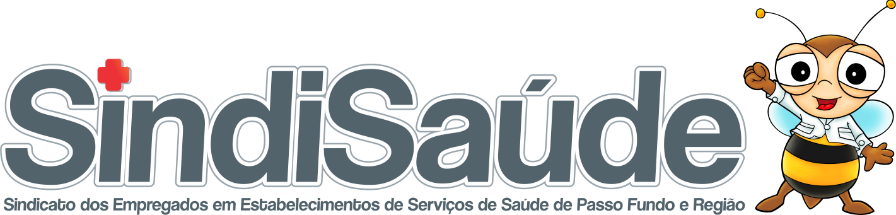 SindiSaúde
Sindicato dos Empregados em Estabelecimentos de Serviços de Saúde de Passo Fundo e Região